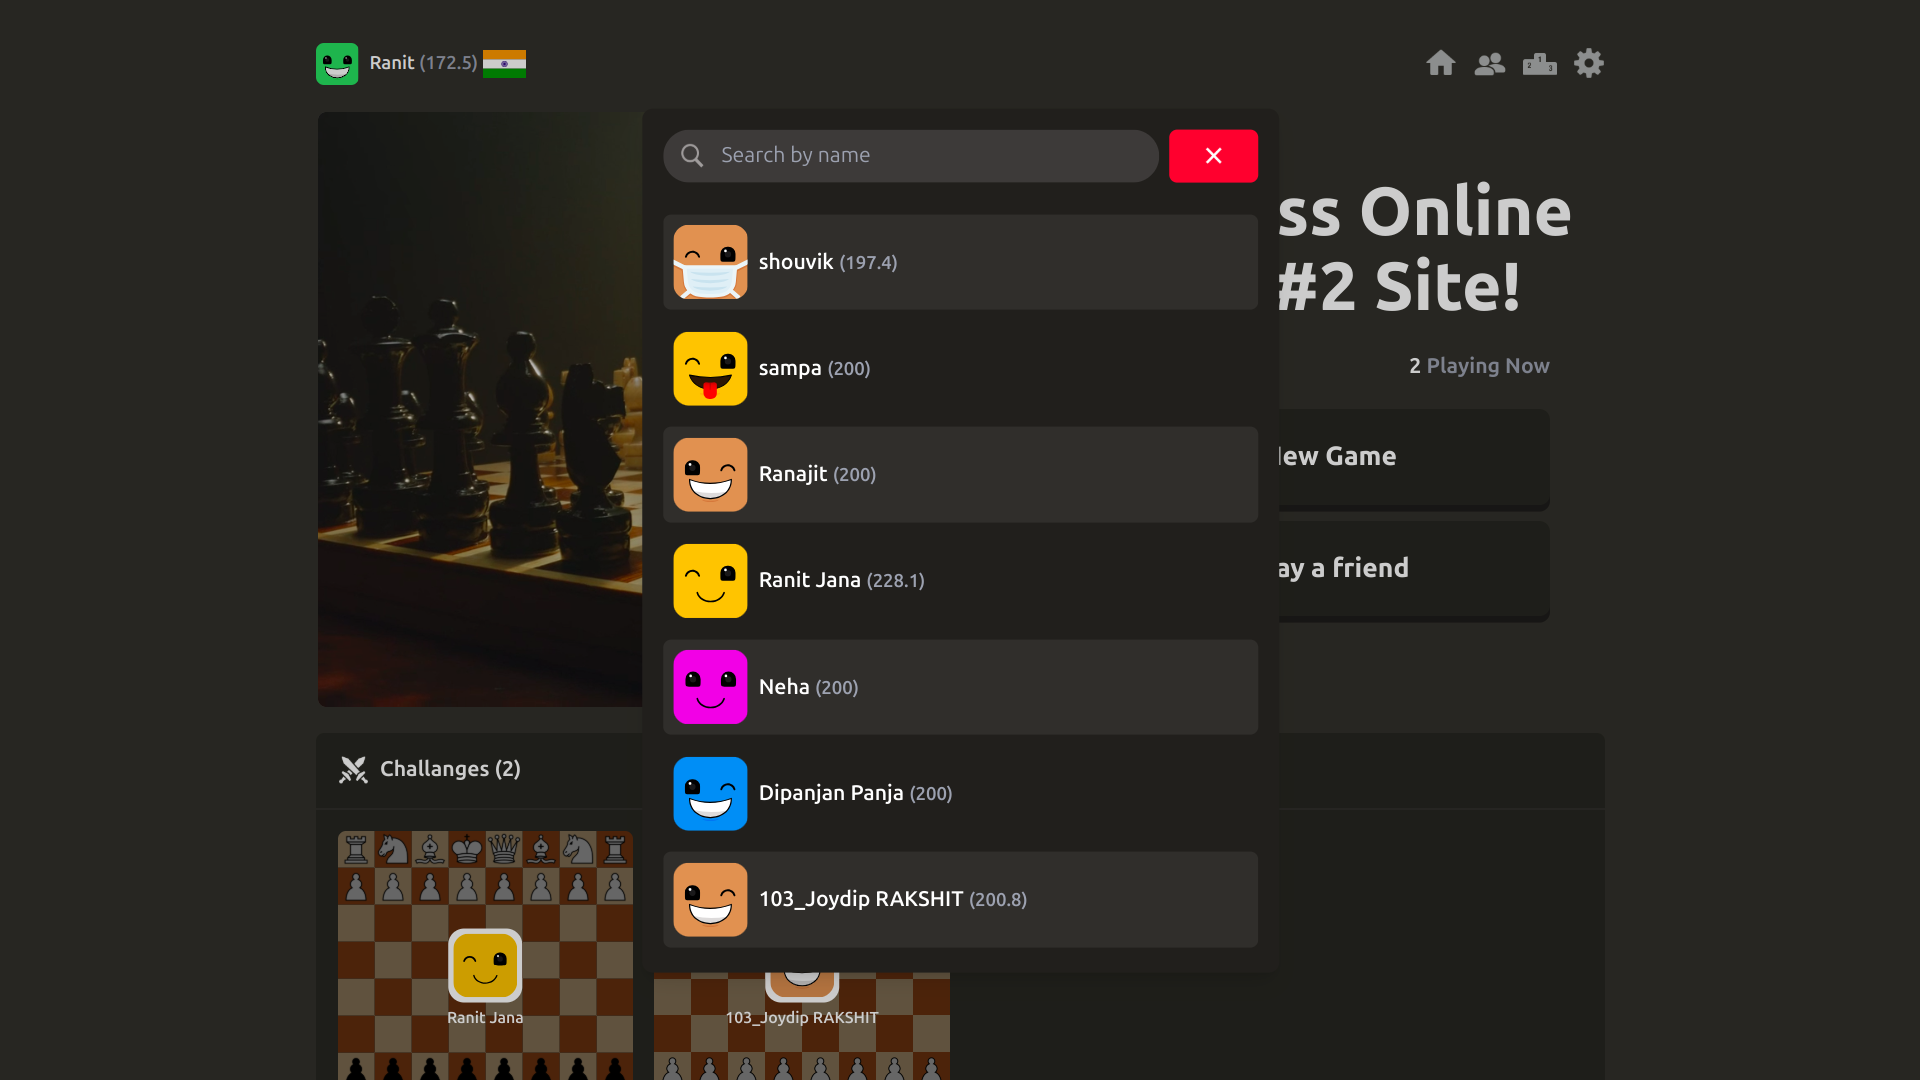 Ranit (172.5)
Search by name
ss Online
#2 Site!
2 Playing Now
ew Game
ay a friend
shouvik (197.4)
sampa (200)
Ranajit (200)
Ranit Jana (228.1)
Neha (200)
Dipanjan Panja (200)
103_Joydip RAKSHIT (200.8)
Challanges (2)
Ranit Jana
103_Joydip RAKSHIT